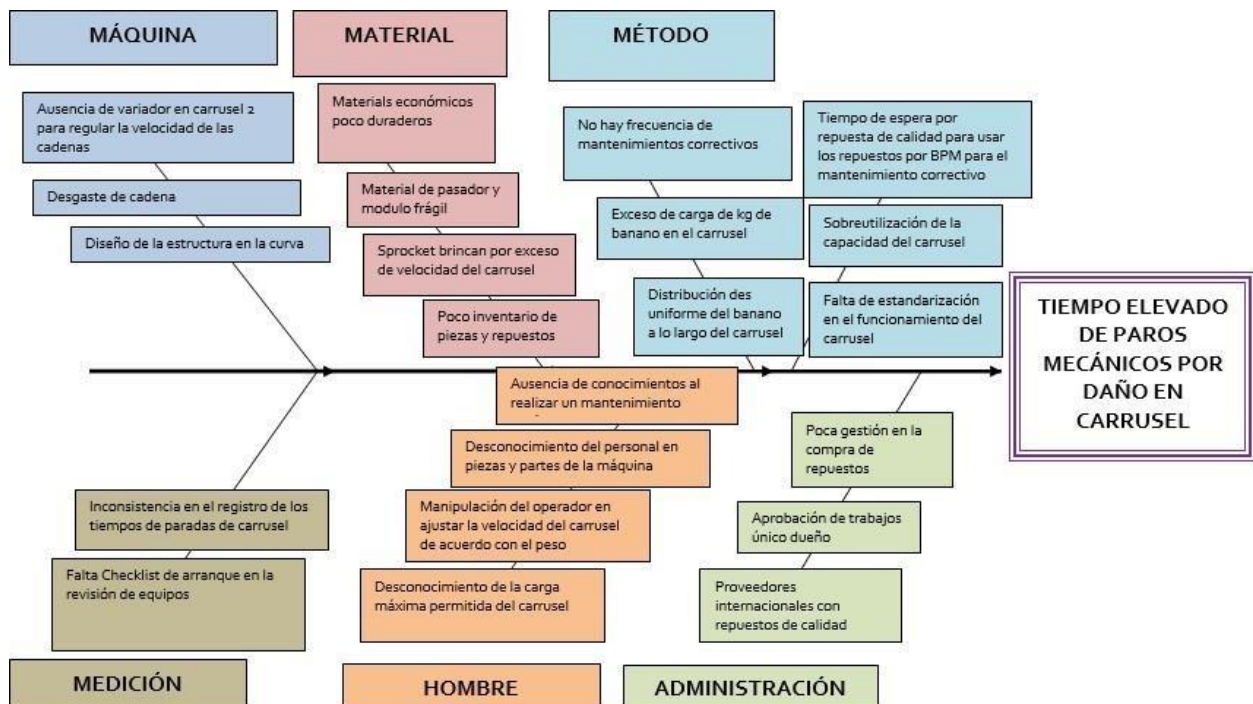 MÁQUINA
Ausencia de variador en carrusel 2
para regular la velocidad de las
cadenas
Desgaste de cadena
Diseño de la estructura en la curva
MATERIAL
Materials económicos
poco duraderos
Material de pasador y
modulo frágil
Sprocket brincan por exceso
de velocidad del carrusel
Poco inventario de
piezas y repuestos
MÉTODO
No hay frecuencia de
mantenimientos correctivos
Exceso de carga de kg de
banano en el carrusel
Distribución des
uniforme del banano
a lo largo del carrusel
Tiempo de espera por
repuesta de calidad para usar
los repuestos por BPM para el
mantenimiento correctivo
Sobreutilización de la
capacidad del carrusel
Falta de estandarización
en el funcionamiento del
carrusel
TIEMPO ELEVADO
DE PAROS
MECÁNICOS POR
DAÑO EN
CARRUSEL
Inconsistencia en el registro de los
tiempos de paradas de carrusel
Falta Checklist de arranque en la
revisión de equipos
MEDICIÓN
Ausencia de conocimientos al
realizar un mantenimiento
Desconocimiento del personal en
piezas y partes de la máquina
Manipulación del operador en
ajustar la velocidad del carrusel
de acuerdo con el peso
Desconocimiento de la carga
máxima permitida del carrusel
HOMBRE
Poca gestión en la
compra de
repuestos
Aprobación de trabajos
único dueño
Proveedores
internacionales con
repuestos de calidad
ADMINISTRACIÓN